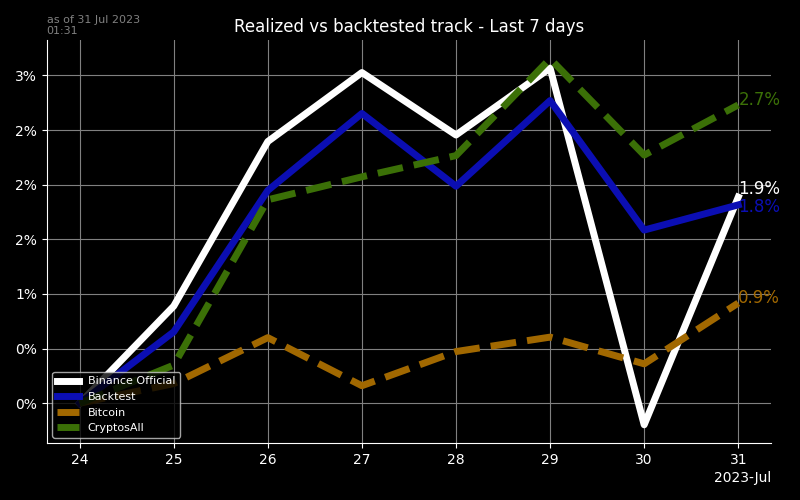 as of 31 Jul 2023
01:31
Realized vs backtested track - Last 7 days
3%
2%
2%
2%
1%
0%
0%
2.7%
1.9%
1.8%
0.9%
Binance Official
Backtest
Bitcoin
CryptosAll
24 25 26 27 28 29 30 31
2023-Jul